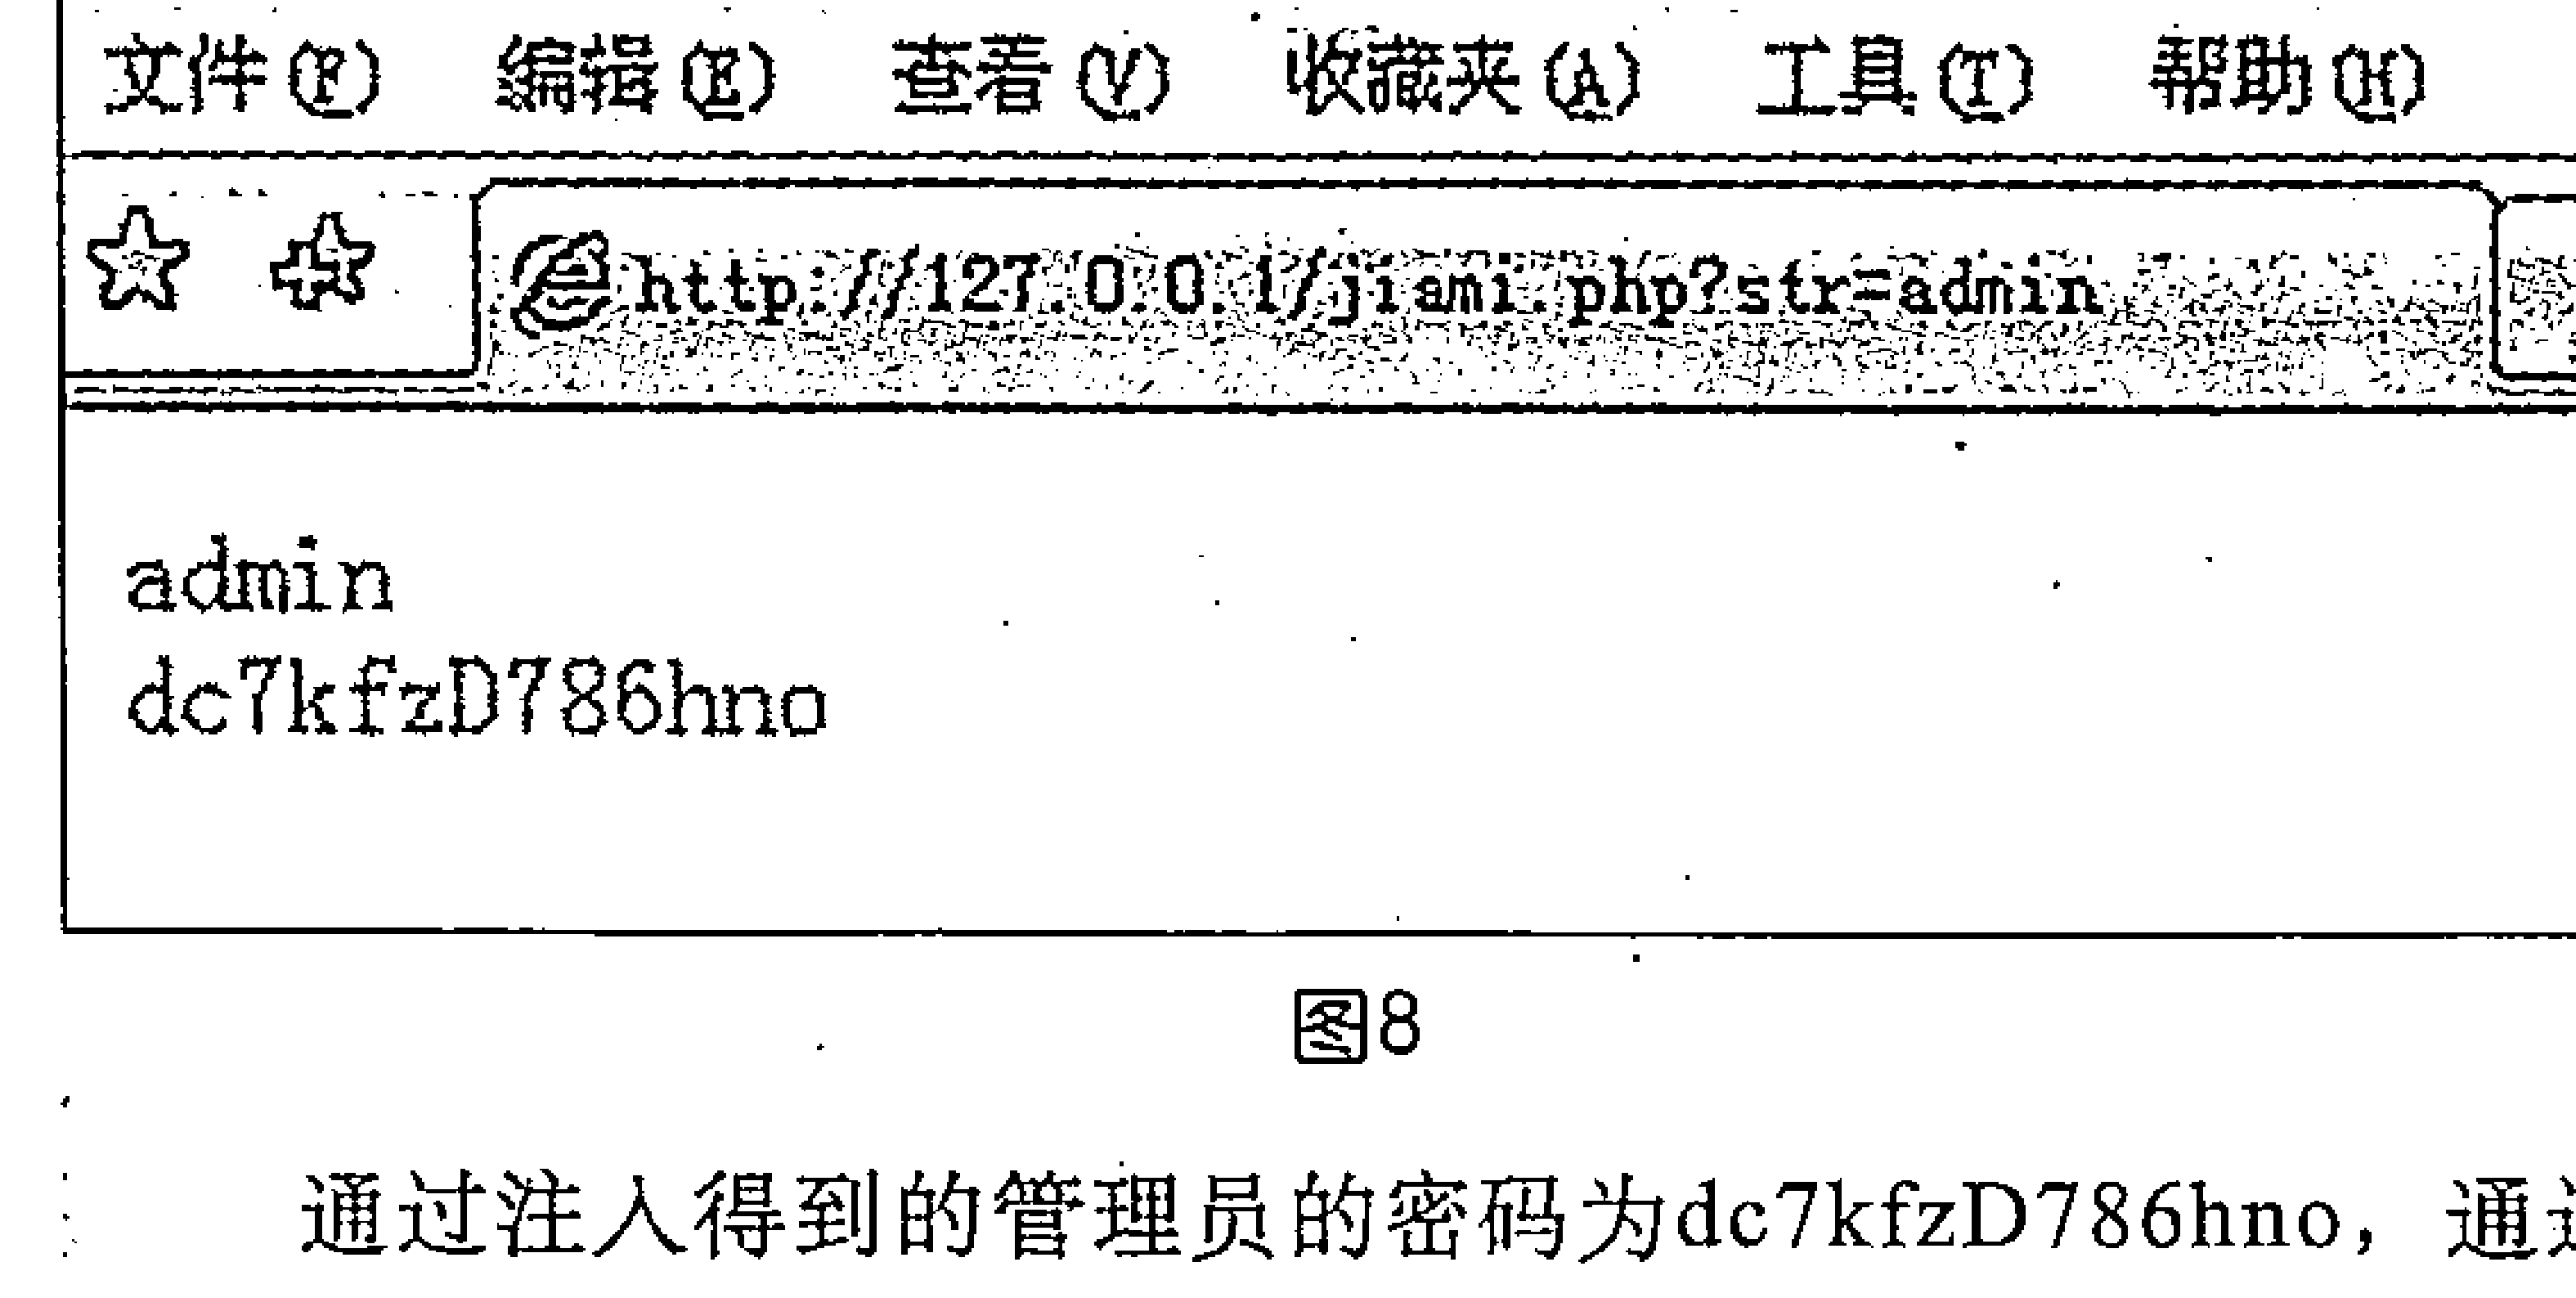 文件(F) 编辑(E) 查看(V) 收藏夹(A) 工具(T) 帮助(H)
http://127.0.0.1/jiami.php?str=admin
admin
dc7kfzD786hno
图8
通过注入得到的管理员的密码为dc7kfzD786hno，通